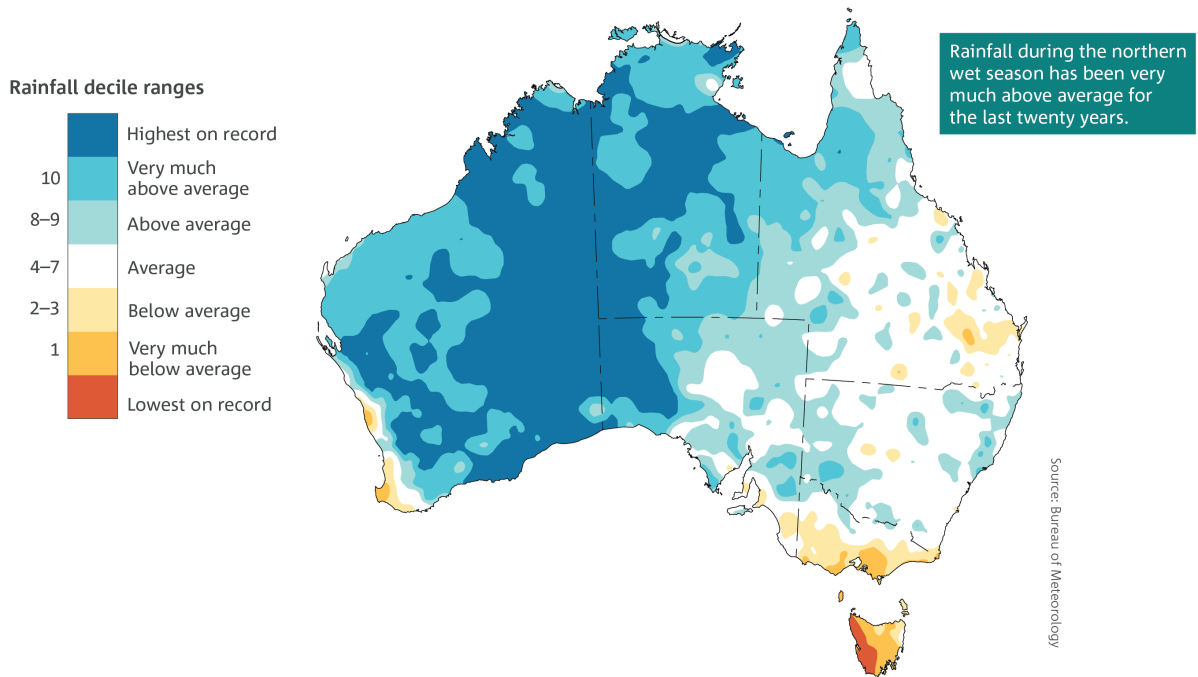 Rainfall during the northern
wet season has been very
much above average for
the last twenty years.
Rainfall decile ranges
Highest on record
10
Very much
above average
8–9
Above average
4–7
Average
2–3
Below average
1
Very much
below average
Lowest on record
Source: Bureau of Meteorology